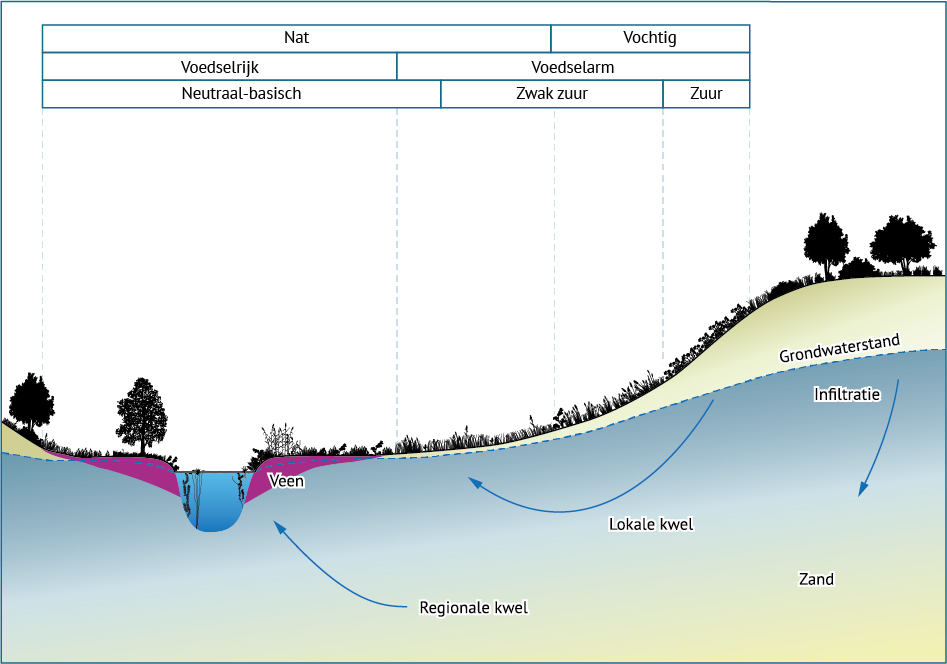 Nat
Vochtig
Voedselrijk
Voedselarm
Neutraal-basisch
Zwak zuur
Zuur
Grondwaterstand
Infiltratie
Veen
Lokale kwel
Zand
Regionale kwel